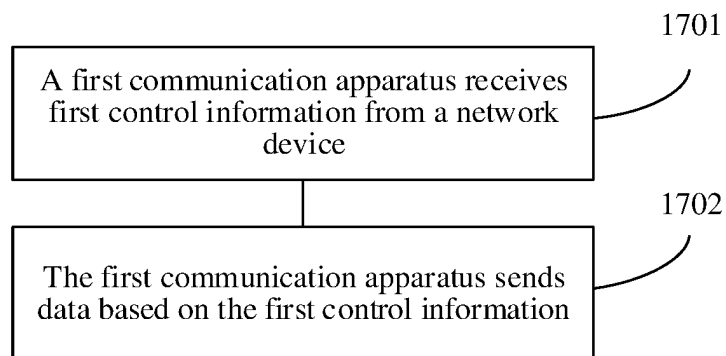 1701
A first communication apparatus receives
first control information from a network
device
1702
The first communication apparatus sends
data based on the first control information